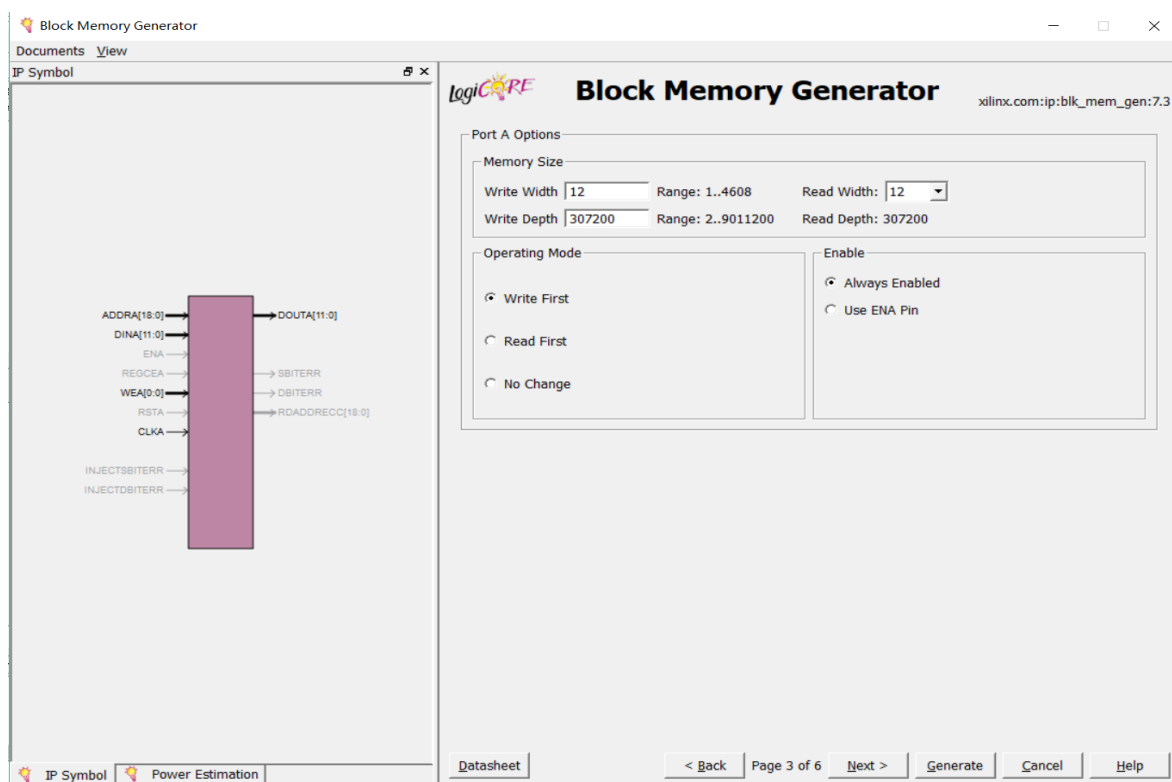 Block Memory Generator
Documents View
IP Symbol
ADDRA[18:0]
DOUTA[11:0]
DINA[11:0]
ENA
REGCEA
SBITERR
WEA[0:0]
DBITERR
RSTA
RDADDRECC[18:0]
CLKA
INJECTSBITERR
INJECTDBITERR
IP Symbol Power Estimation
logiCORE Block Memory Generator xilinx.com:ip:blk_mem_gen:7.3
Port A Options
Memory Size
Write Width 12 Range: 1..4608 Read Width: 12
Write Depth 307200 Range: 2..9011200 Read Depth: 307200
Operating Mode
Write First
Read First
No Change
Enable
Always Enabled
Use ENA Pin
Datasheet < Back Page 3 of 6 Next > Generate Cancel Help